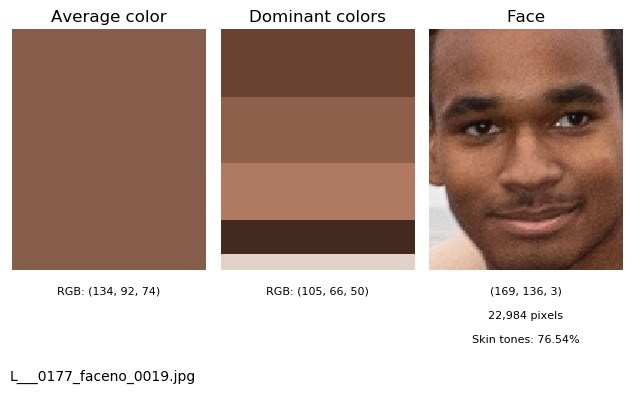 Average color
Dominant colors
Face
RGB: (134, 92, 74)
RGB: (105, 66, 50)
(169, 136, 3)
22,984 pixels
Skin tones: 76.54%
L___0177_faceno_0019.jpg